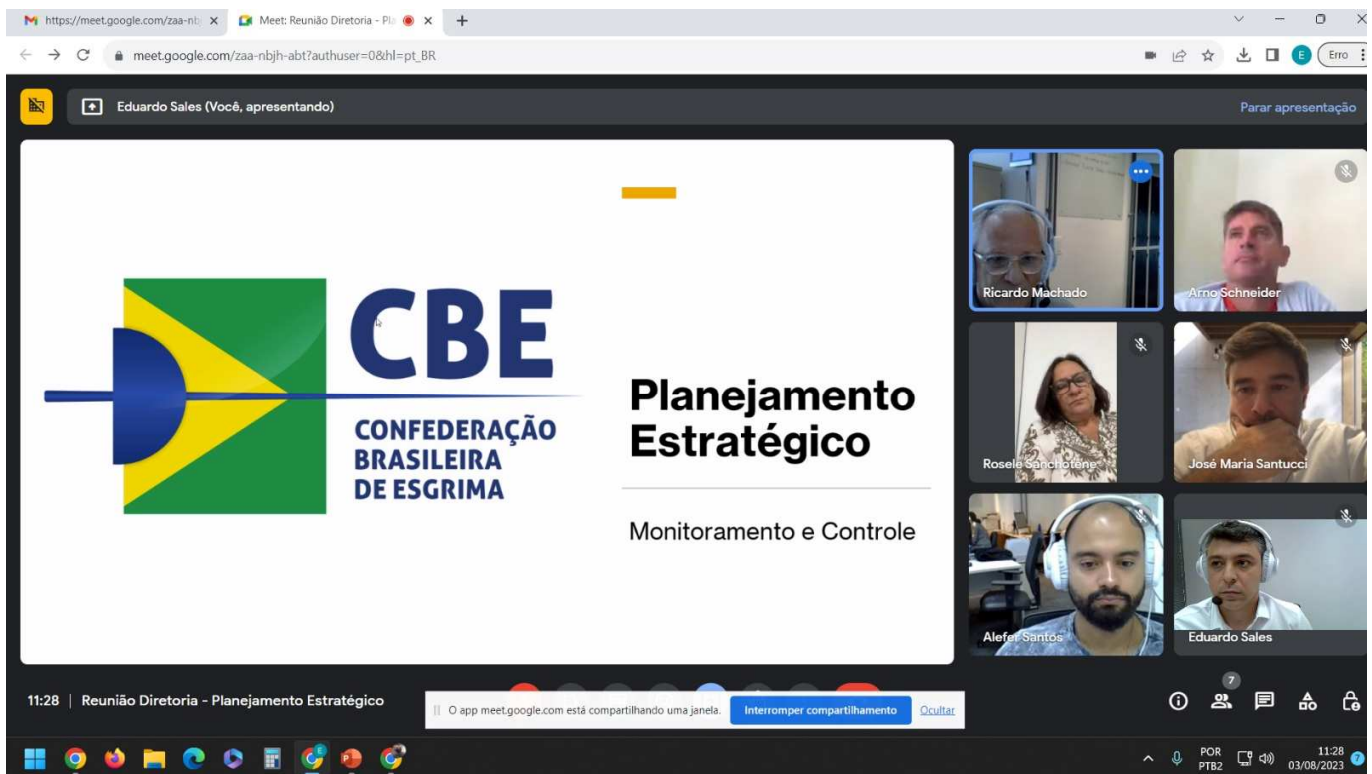 https://meet.google.com/zaa-nb
Meet: Reunião Diretoria - Pla
meet.google.com/zaa-nbjh-abt?authuser=0&hl=pt_BR
E
Erro
Eduardo Sales (Você, apresentando)
Parar apresentação
CBE
CONFEDERAÇÃO
BRASILEIRA
DE ESGRIMA
Planejamento
Estratégico
Monitoramento e Controle
Ricardo Machado
Arno Schneider
Rosele Sanchotene
José Maria Santucci
Alefer Santos
Eduardo Sales
11:28 | Reunião Diretoria - Planejamento Estratégico
O app meet.google.com está compartilhando uma janela.
Interromper compartilhamento
Ocultar
7
POR
PTB2
11:28
03/08/2023